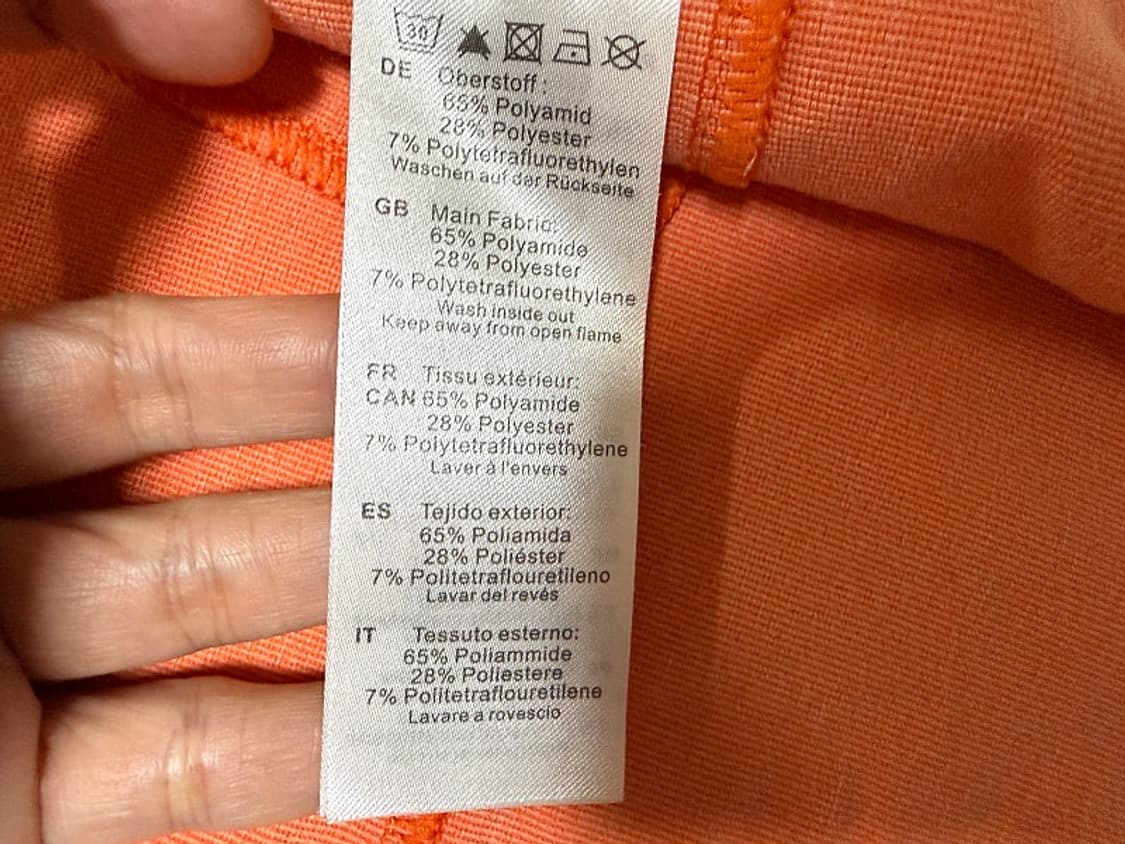 30
DE Oberstoff:
65% Polyamid
28% Polyester
7% Polytetrafluorethylen
Waschen auf der Rückseite
GB Main Fabric:
65% Polyamide
28% Polyester
7% Polytetrafluorethylene
Wash inside out
Keep away from open flame
FR Tissu extérieur:
CAN 65% Polyamide
28% Polyester
7% Polytetrafluorethylene
Laver à l'envers
ES Tejido exterior:
65% Poliamida
28% Poliéster
7% Politetraflouretileno
Lavar del revés
IT Tessuto esterno:
65% Poliammide
28% Poliestere
7% Politetraflouretilene
Lavare a rovescio